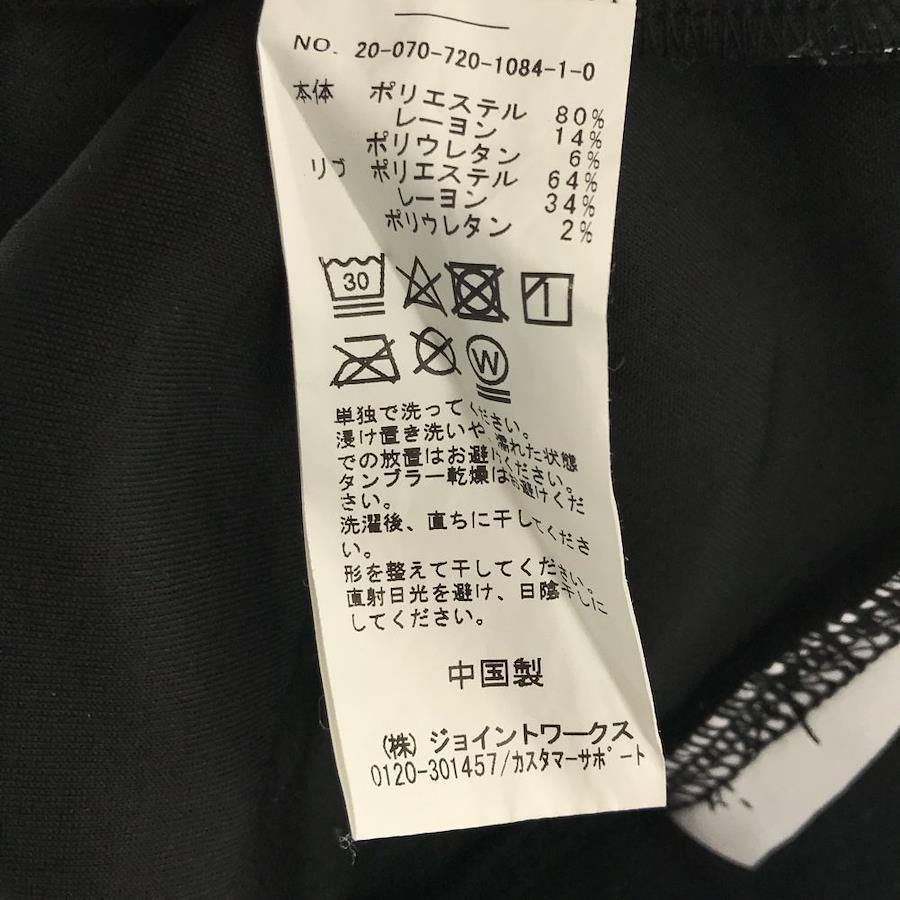 NO. 20-070-720-1084-1-0
本体 ポリエステル 80%
レーヨン 14%
ポリウレタン 6%
リブ ポリエステル 64%
レーヨン 34%
ポリウレタン 2%
30
W
単独で洗ってください。
浸け置き洗いや、濡れた状態
での放置はお避けください。
タンブラー乾燥はお避けくだ
さい。
洗濯後、直ちに干してくださ
い。
形を整えて干してください。
直射日光を避け、日陰干しに
してください。
中国製
(株)ジョイントワークス
0120-301457/カスタマーサポート